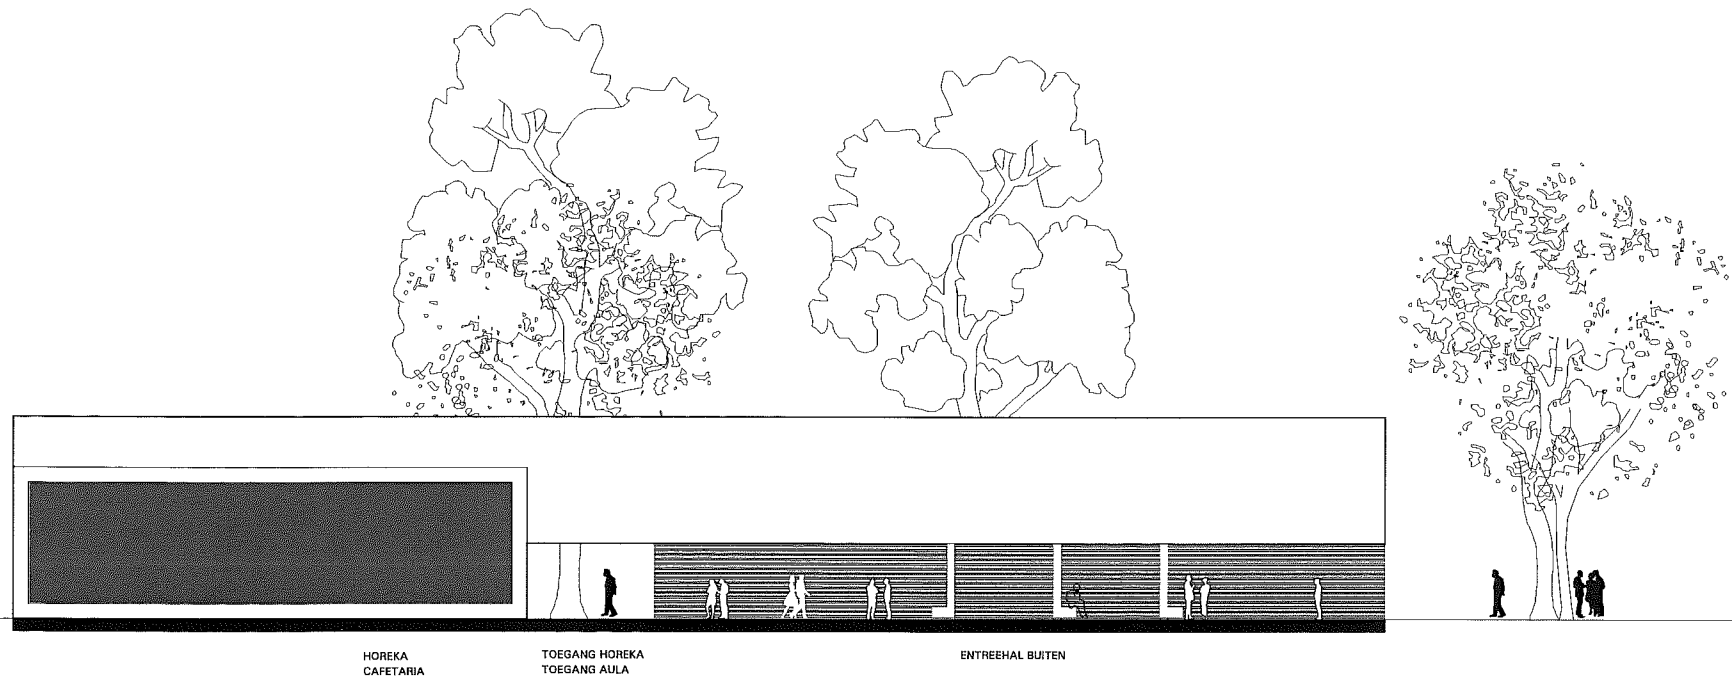 HOREKA
CAFETARIA
TOEGANG HOREKA
TOEGANG AULA
ENTREEHAL BUITEN